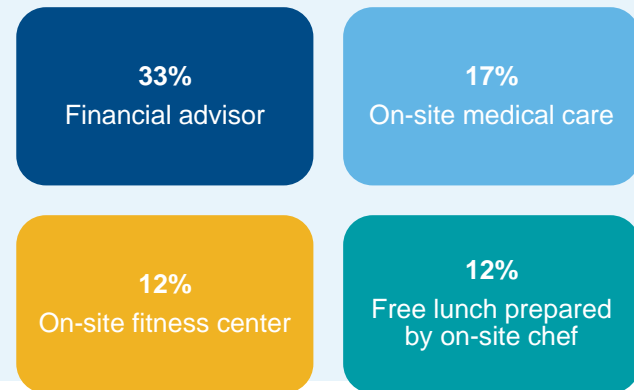 33%
Financial advisor
17%
On-site medical care
12%
On-site fitness center
12%
Free lunch prepared
by on-site chef